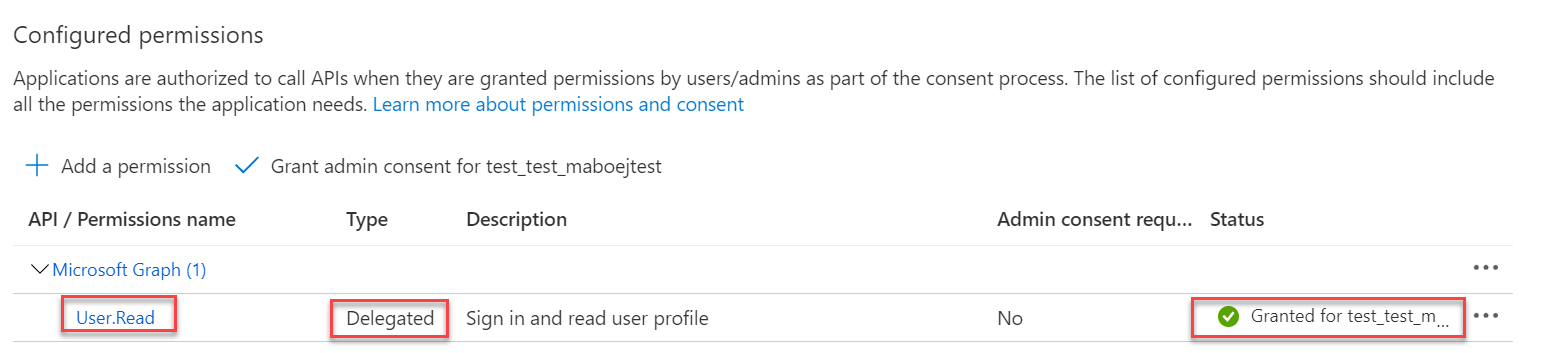 Configured permissions
Applications are authorized to call APIs when they are granted permissions by users/admins as part of the consent process. The list of configured permissions should include
all the permissions the application needs. Learn more about permissions and consent
Add a permission Grant admin consent for test_test_maboejtest
API / Permissions name Type Description Admin consent requ... Status
Microsoft Graph (1) ...
User.Read Delegated Sign in and read user profile No Granted for test_test_m... ...